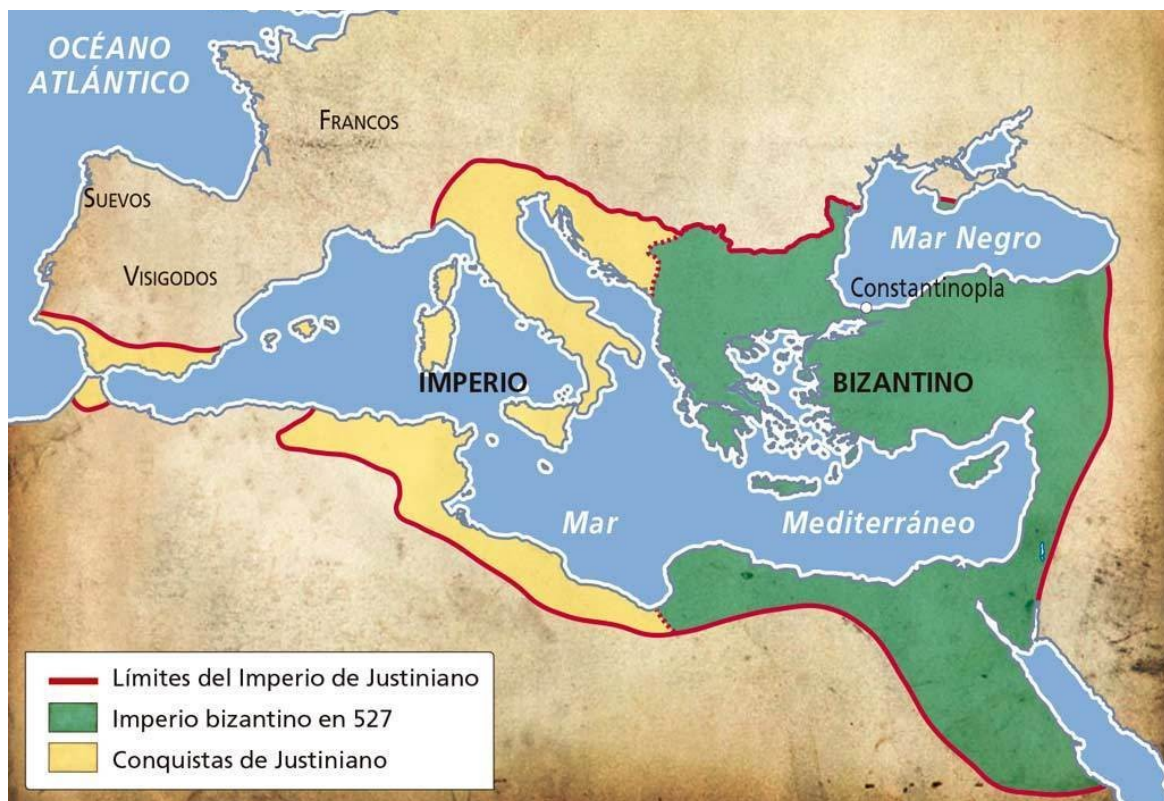 OCÉANO
ATLÁNTICO
FRANCOS
SUEVOS
VISIGODOS
Mar Negro
Constantinopla
IMPERIO
BIZANTINO
Mar
Mediterráneo
Límites del Imperio de Justiniano
Imperio bizantino en 527
Conquistas de Justiniano